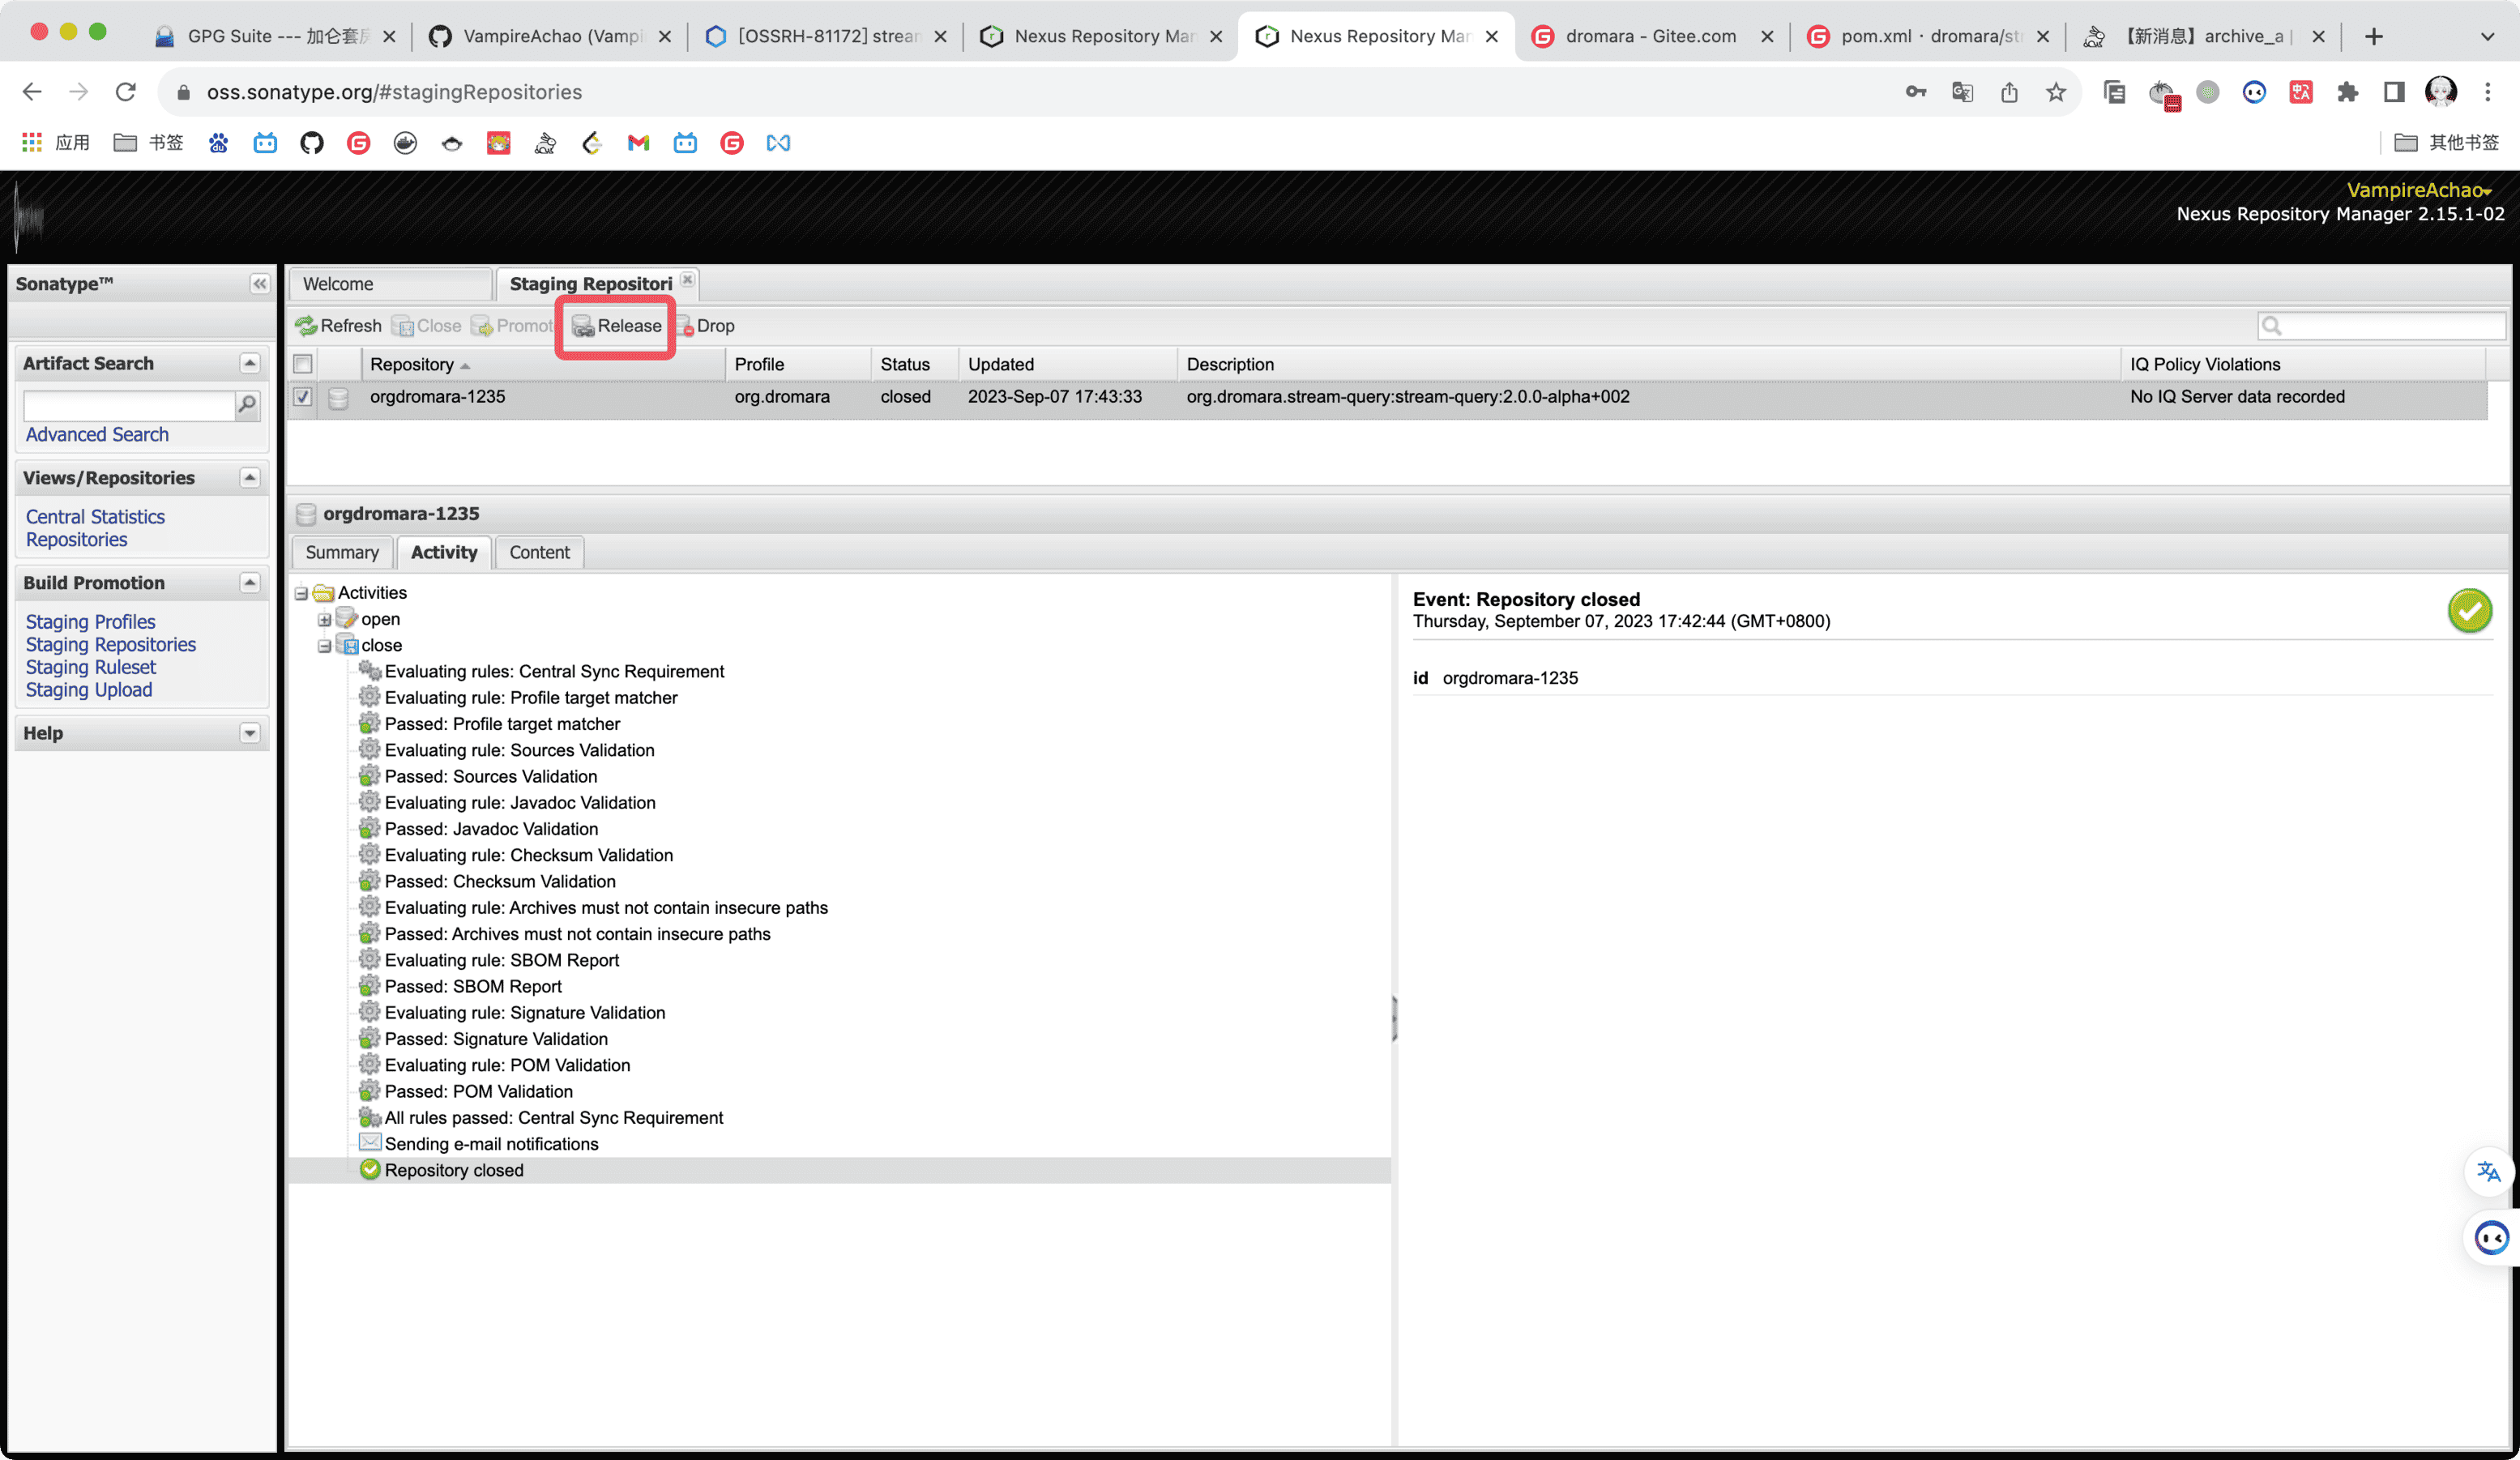 GPG Suite --- 加仑套房
VampireAchao (Vampi
[OSSRH-81172] strea
Nexus Repository Ma
Nexus Repository Mar
dromara - Gitee.com
pom.xml · dromara/st
【新消息】archive_a
oss.sonatype.org/#stagingRepositories
应用
书签
其他书签
VampireAchao
Nexus Repository Manager 2.15.1-02
Sonatype™
Welcome
Staging Repositori
Refresh
Close
Promot
Release
Drop
Artifact Search
Advanced Search
Views/Repositories
Central Statistics
Repositories
Build Promotion
Staging Profiles
Staging Repositories
Staging Ruleset
Staging Upload
Help
Repository Profile Status Updated Description IQ Policy Violations
orgdromara-1235 org.dromara closed 2023-Sep-07 17:43:33 org.dromara.stream-query:stream-query:2.0.0-alpha+002 No IQ Server data recorded
orgdromara-1235
Summary
Activity
Content
Activities
open
close
Evaluating rules: Central Sync Requirement
Evaluating rule: Profile target matcher
Passed: Profile target matcher
Evaluating rule: Sources Validation
Passed: Sources Validation
Evaluating rule: Javadoc Validation
Passed: Javadoc Validation
Evaluating rule: Checksum Validation
Passed: Checksum Validation
Evaluating rule: Archives must not contain insecure paths
Passed: Archives must not contain insecure paths
Evaluating rule: SBOM Report
Passed: SBOM Report
Evaluating rule: Signature Validation
Passed: Signature Validation
Evaluating rule: POM Validation
Passed: POM Validation
All rules passed: Central Sync Requirement
Sending e-mail notifications
Repository closed
Event: Repository closed
Thursday, September 07, 2023 17:42:44 (GMT+0800)
id orgdromara-1235